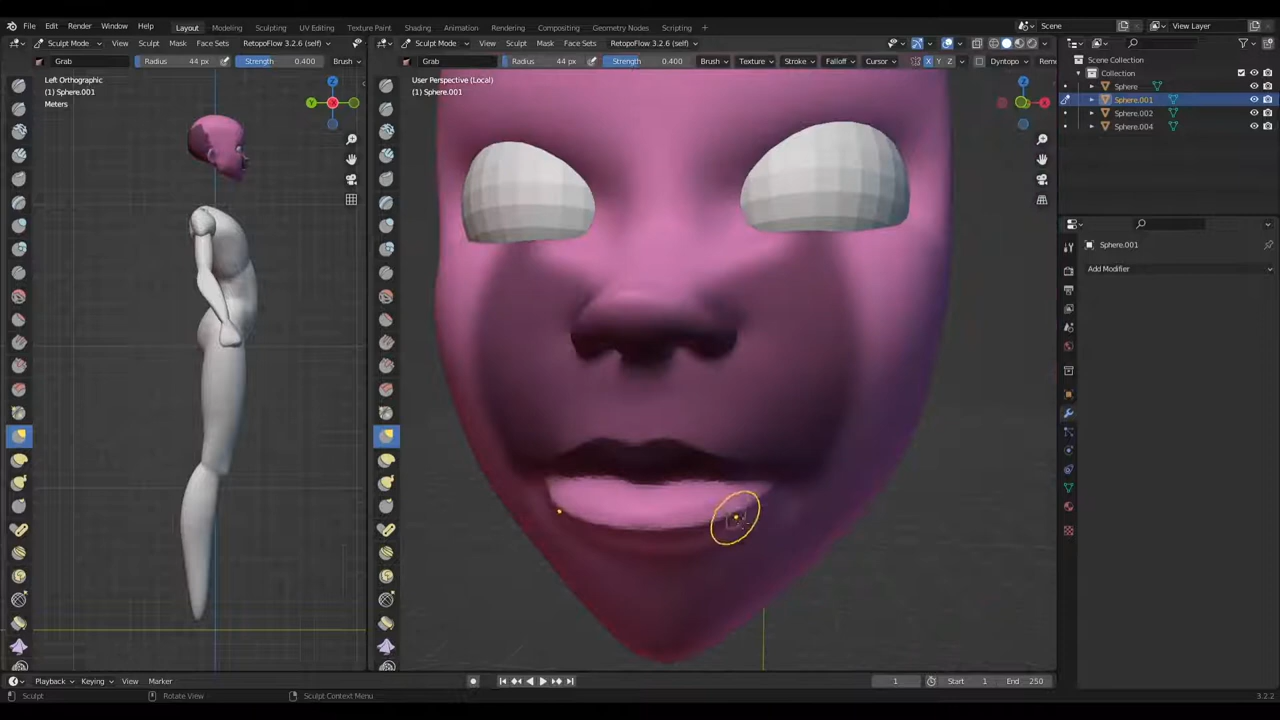 File Edit Render Window Help Layout Modeling Sculpting UV Editing Texture Paint Shading Animation Rendering Compositing Geometry Nodes Scripting Scene View Layer
Sculpt Mode View Sculpt Mask Face Sets RetopoFlow 3.2.6 (self)
Sculpt Mode View Sculpt Mask Face Sets RetopoFlow 3.2.6 (self)
Grab Radius 44 px Strength 0.400 Brush
Grab Radius 44 px Strength 0.400 Brush Texture Stroke Falloff Cursor X Y Z Dyntopo Rem
Left Orthographic
(1) Sphere.001
Meters
User Perspective (Local)
(1) Sphere.001
Z
Y
X
Z
X
Scene Collection
Collection
Sphere
Sphere.001
Sphere.002
Sphere.004
Sphere.001
Add Modifier
Playback Keying View Marker 1 Start 1 End 250
Sculpt Rotate View Sculpt Context Menu 3.2.2